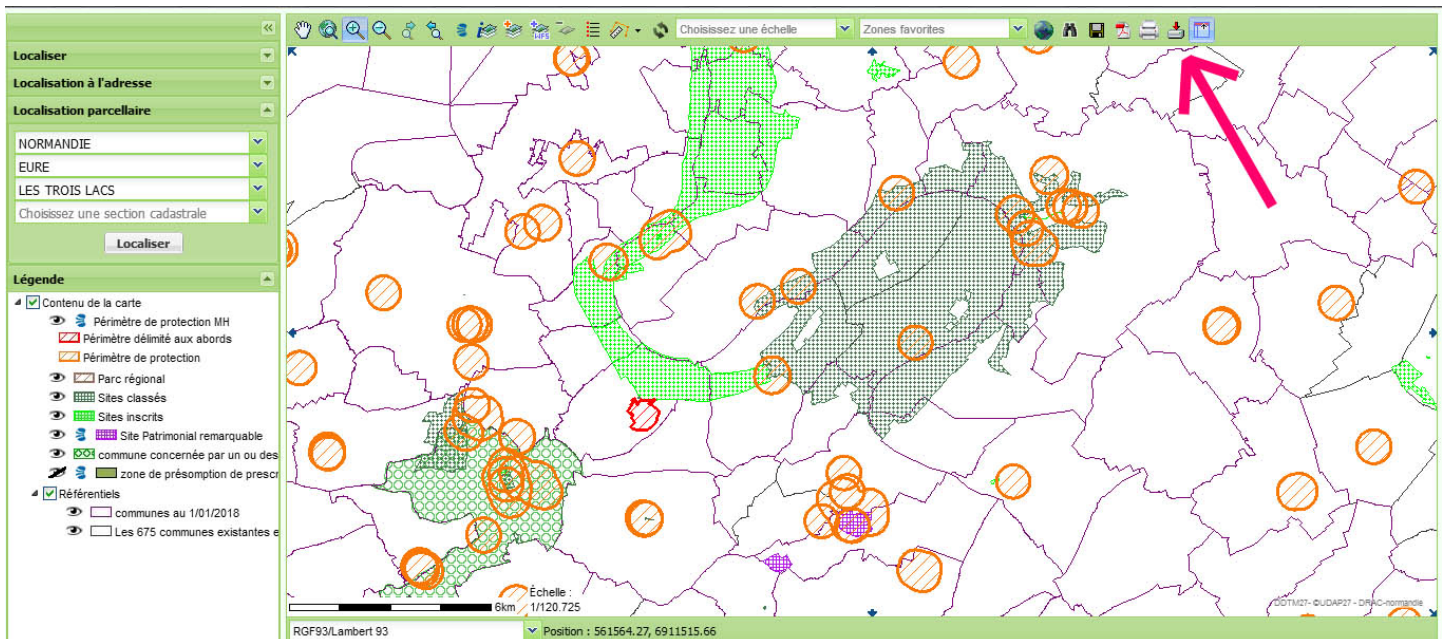 Choisissez une échelle
Zones favorites
WFS
Localiser
Localisation à l'adresse
Localisation parcellaire
NORMANDIE
EURE
LES TROIS LACS
Choisissez une section cadastrale
Localiser
Légende
Contenu de la carte
Périmètre de protection MH
Périmètre délimité aux abords
Périmètre de protection
Parc régional
Sites classés
Sites inscrits
Site Patrimonial remarquable
commune concernée par un ou des
zone de présomption de prescr
Référentiels
communes au 1/01/2018
Les 675 communes existantes e
Échelle :
6km
1/120.725
DDTM27- ©UDAP27 - DRAC-normandie
RGF93/Lambert 93
Position : 561564.27, 6911515.66